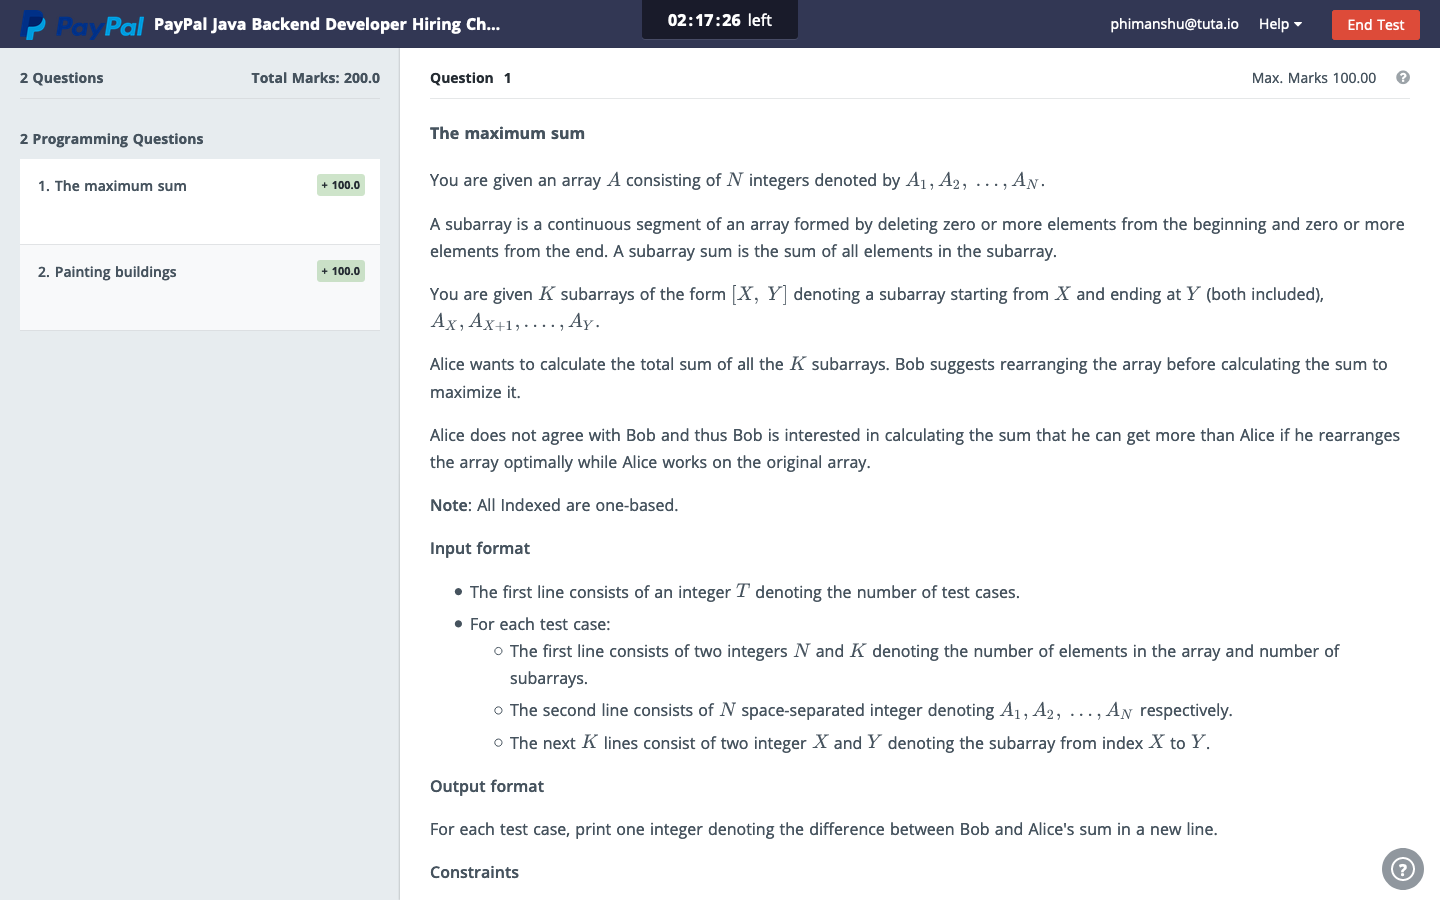 PayPal PayPal Java Backend Developer Hiring Ch... 02:17:26 left phimanshu@tuta.io Help End Test
2 Questions Total Marks: 200.0
2 Programming Questions
1. The maximum sum + 100.0
2. Painting buildings + 100.0
Question 1 Max. Marks 100.00 ?
The maximum sum
You are given an array A consisting of N integers denoted by A₁, A₂, ..., A_N.
A subarray is a continuous segment of an array formed by deleting zero or more elements from the beginning and zero or more
elements from the end. A subarray sum is the sum of all elements in the subarray.
You are given K subarrays of the form [X, Y] denoting a subarray starting from X and ending at Y (both included),
A_X, A_{X+1}, ...., A_Y.
Alice wants to calculate the total sum of all the K subarrays. Bob suggests rearranging the array before calculating the sum to
maximize it.
Alice does not agree with Bob and thus Bob is interested in calculating the sum that he can get more than Alice if he rearranges
the array optimally while Alice works on the original array.
Note: All Indexed are one-based.
Input format
• The first line consists of an integer T denoting the number of test cases.
• For each test case:
○ The first line consists of two integers N and K denoting the number of elements in the array and number of
subarrays.
○ The second line consists of N space-separated integer denoting A₁, A₂, ..., A_N respectively.
○ The next K lines consist of two integer X and Y denoting the subarray from index X to Y.
Output format
For each test case, print one integer denoting the difference between Bob and Alice's sum in a new line.
Constraints
?